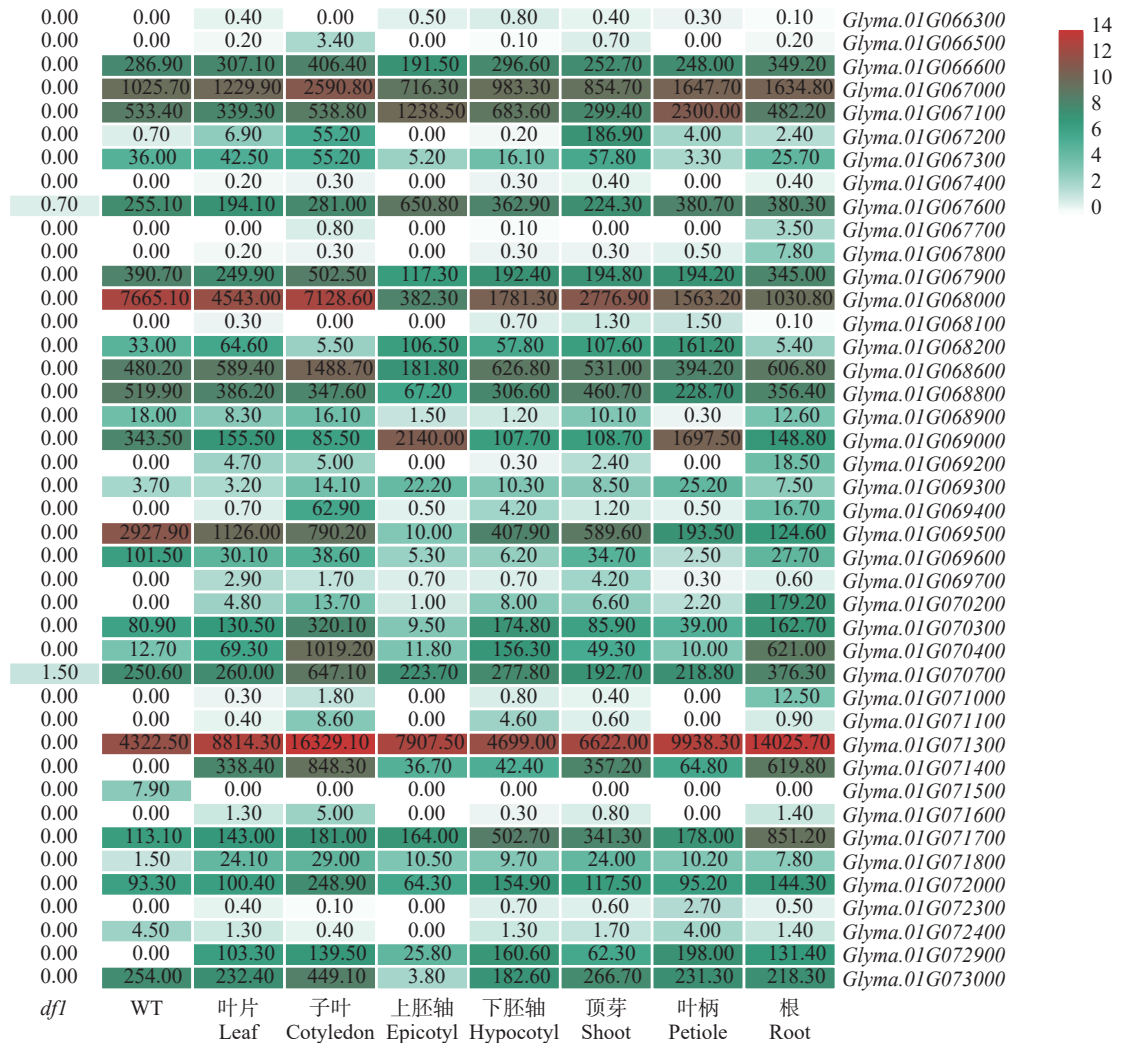 0.00 0.00 0.40 0.00 0.50 0.80 0.40 0.30 0.10 Glyma.01G066300
0.00 0.00 0.20 3.40 0.00 0.10 0.70 0.00 0.20 Glyma.01G066500
0.00 286.90 307.10 406.40 191.50 296.60 252.70 248.00 349.20 Glyma.01G066600
0.00 1025.70 1229.90 2590.80 716.30 983.30 854.70 1647.70 1634.80 Glyma.01G067000
0.00 533.40 339.30 538.80 1238.50 683.60 299.40 2300.00 482.20 Glyma.01G067100
0.00 0.70 6.90 55.20 0.00 0.20 186.90 4.00 2.40 Glyma.01G067200
0.00 36.00 42.50 55.20 5.20 16.10 57.80 3.30 25.70 Glyma.01G067300
0.00 0.00 0.20 0.30 0.00 0.30 0.40 0.00 0.40 Glyma.01G067400
0.70 255.10 194.10 281.00 650.80 362.90 224.30 380.70 380.30 Glyma.01G067600
0.00 0.00 0.00 0.80 0.00 0.10 0.00 0.00 3.50 Glyma.01G067700
0.00 0.00 0.20 0.30 0.00 0.30 0.30 0.50 7.80 Glyma.01G067800
0.00 390.70 249.90 502.50 117.30 192.40 194.80 194.20 345.00 Glyma.01G067900
0.00 7665.10 4543.00 7128.60 382.30 1781.30 2776.90 1563.20 1030.80 Glyma.01G068000
0.00 0.00 0.30 0.00 0.00 0.70 1.30 1.50 0.10 Glyma.01G068100
0.00 33.00 64.60 5.50 106.50 57.80 107.60 161.20 5.40 Glyma.01G068200
0.00 480.20 589.40 1488.70 181.80 626.80 531.00 394.20 606.80 Glyma.01G068600
0.00 519.90 386.20 347.60 67.20 306.60 460.70 228.70 356.40 Glyma.01G068800
0.00 18.00 8.30 16.10 1.50 1.20 10.10 0.30 12.60 Glyma.01G068900
0.00 343.50 155.50 85.50 2140.00 107.70 108.70 1697.50 148.80 Glyma.01G069000
0.00 0.00 4.70 5.00 0.00 0.30 2.40 0.00 18.50 Glyma.01G069200
0.00 3.70 3.20 14.10 22.20 10.30 8.50 25.20 7.50 Glyma.01G069300
0.00 0.00 0.70 62.90 0.50 4.20 1.20 0.50 16.70 Glyma.01G069400
0.00 2927.90 1126.00 790.20 10.00 407.90 589.60 193.50 124.60 Glyma.01G069500
0.00 101.50 30.10 38.60 5.30 6.20 34.70 2.50 27.70 Glyma.01G069600
0.00 0.00 2.90 1.70 0.70 0.70 4.20 0.30 0.60 Glyma.01G069700
0.00 0.00 4.80 13.70 1.00 8.00 6.60 2.20 179.20 Glyma.01G070200
0.00 80.90 130.50 320.10 9.50 174.80 85.90 39.00 162.70 Glyma.01G070300
0.00 12.70 69.30 1019.20 11.80 156.30 49.30 10.00 621.00 Glyma.01G070400
1.50 250.60 260.00 647.10 223.70 277.80 192.70 218.80 376.30 Glyma.01G070700
0.00 0.00 0.30 1.80 0.00 0.80 0.40 0.00 12.50 Glyma.01G071000
0.00 0.00 0.40 8.60 0.00 4.60 0.60 0.00 0.90 Glyma.01G071100
0.00 4322.50 8814.30 16329.10 7907.50 4699.00 6622.00 9938.30 14025.70 Glyma.01G071300
0.00 0.00 338.40 848.30 36.70 42.40 357.20 64.80 619.80 Glyma.01G071400
0.00 7.90 0.00 0.00 0.00 0.00 0.00 0.00 0.00 Glyma.01G071500
0.00 0.00 1.30 5.00 0.00 0.30 0.80 0.00 1.40 Glyma.01G071600
0.00 113.10 143.00 181.00 164.00 502.70 341.30 178.00 851.20 Glyma.01G071700
0.00 1.50 24.10 29.00 10.50 9.70 24.00 10.20 7.80 Glyma.01G071800
0.00 93.30 100.40 248.90 64.30 154.90 117.50 95.20 144.30 Glyma.01G072000
0.00 0.00 0.40 0.10 0.00 0.70 0.60 2.70 0.50 Glyma.01G072300
0.00 4.50 1.30 0.40 0.00 1.30 1.70 4.00 1.40 Glyma.01G072400
0.00 0.00 103.30 139.50 25.80 160.60 62.30 198.00 131.40 Glyma.01G072900
0.00 254.00 232.40 449.10 3.80 182.60 266.70 231.30 218.30 Glyma.01G073000
df1 WT 叶片 子叶 上胚轴 下胚轴 顶芽 叶柄 根
Leaf Cotyledon Epicotyl Hypocotyl Shoot Petiole Root
14
12
10
8
6
4
2
0